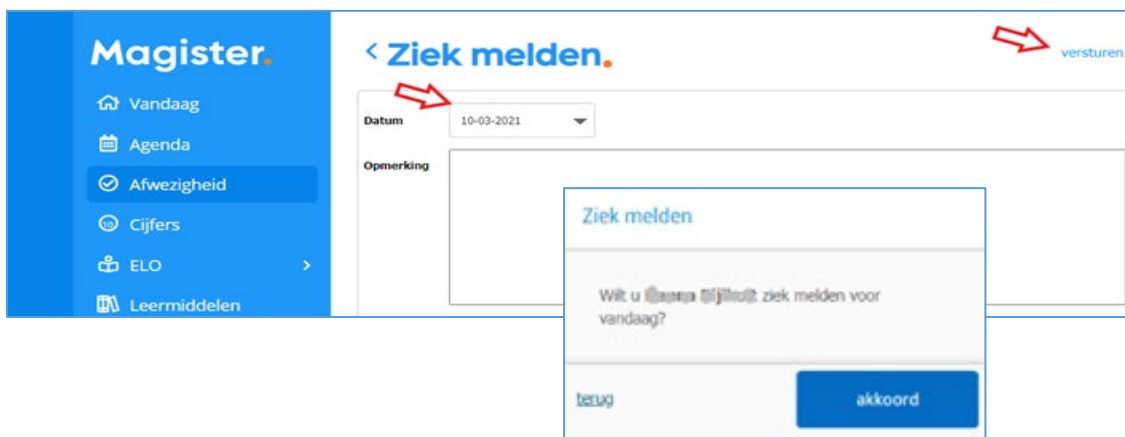 Magister.
Vandaag
Agenda
Afwezigheid
10 Cijfers
ELO
Leermiddelen
< Ziek melden.
versturen
Datum 10-03-2021
Opmerking
Ziek melden
Wilt u ziek melden voor
vandaag?
terug
akkoord